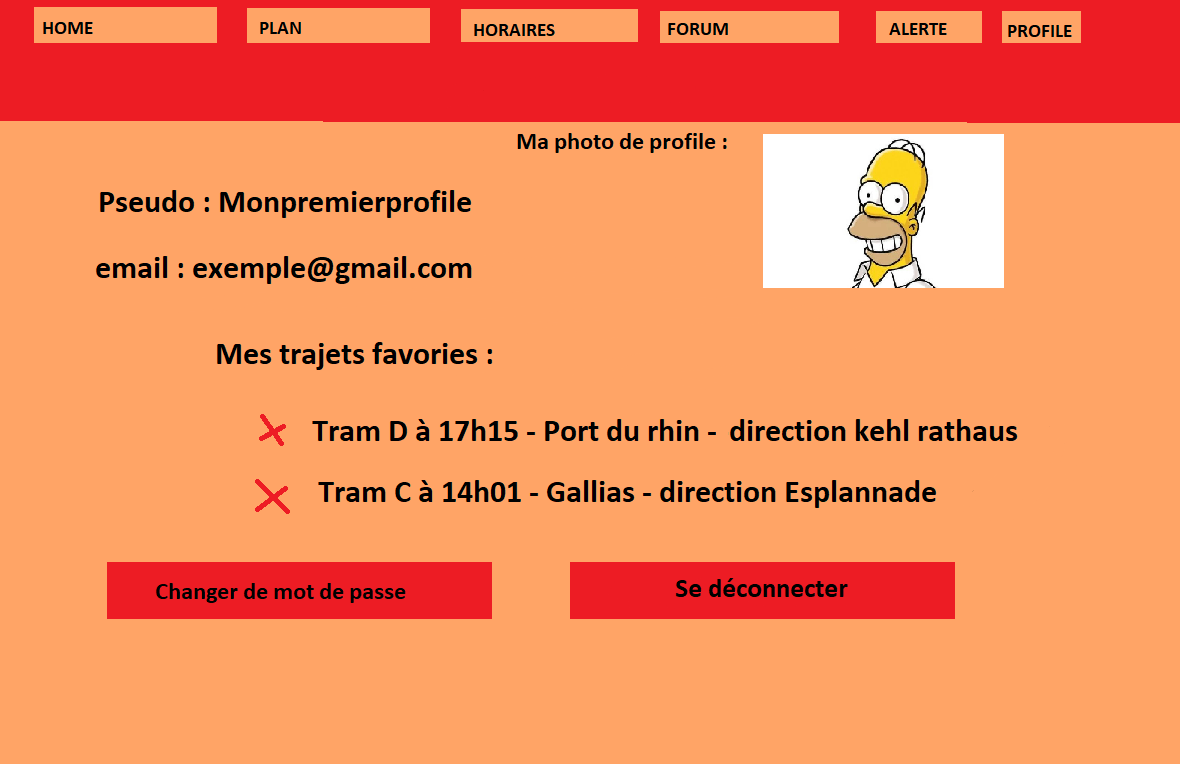 HOME
PLAN
HORAIRES
FORUM
ALERTE
PROFILE
Ma photo de profile :
Pseudo : Monpremierprofile
email : exemple@gmail.com
Mes trajets favories :
Tram D à 17h15 - Port du rhin - direction kehl rathaus
Tram C à 14h01 - Gallias - direction Esplannade
Changer de mot de passe
Se déconnecter